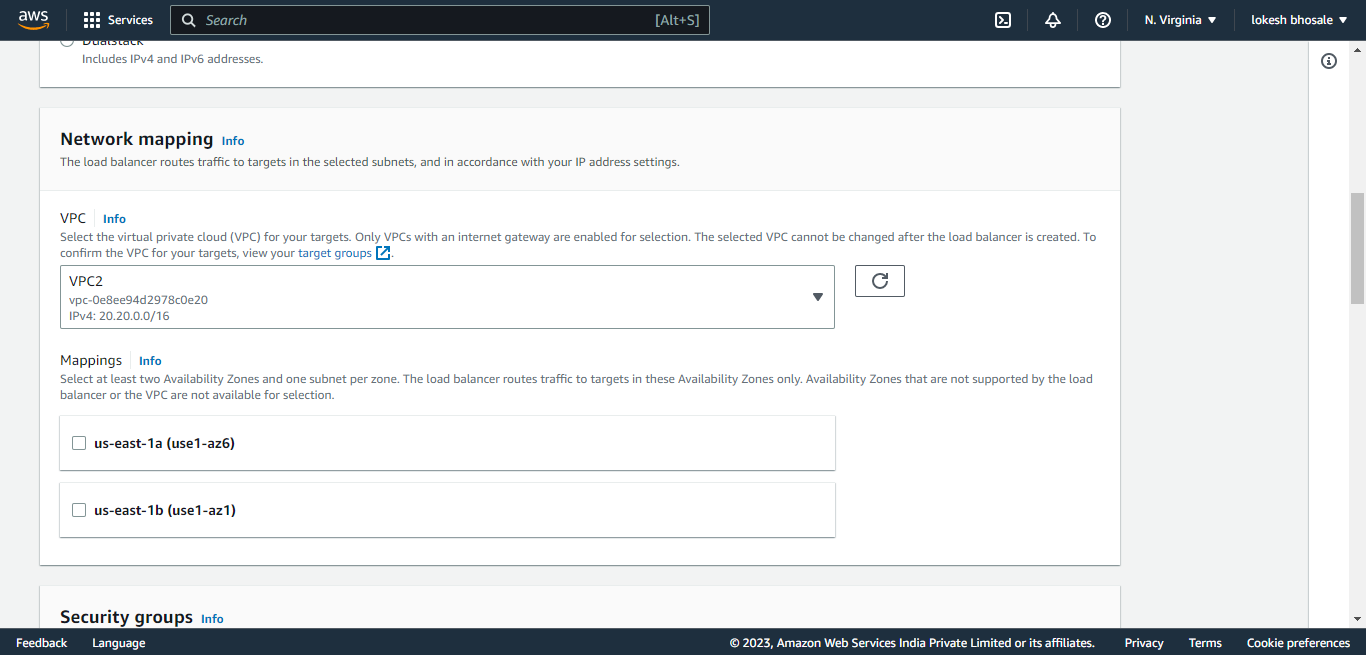 aws
Services
Search
[Alt+S]
N. Virginia
lokesh bhosale
Dualstack
Includes IPv4 and IPv6 addresses.
Network mapping Info
The load balancer routes traffic to targets in the selected subnets, and in accordance with your IP address settings.
VPC Info
Select the virtual private cloud (VPC) for your targets. Only VPCs with an internet gateway are enabled for selection. The selected VPC cannot be changed after the load balancer is created. To
confirm the VPC for your targets, view your target groups.
VPC2
vpc-0e8ee94d2978c0e20
IPv4: 20.20.0.0/16
Mappings Info
Select at least two Availability Zones and one subnet per zone. The load balancer routes traffic to targets in these Availability Zones only. Availability Zones that are not supported by the load
balancer or the VPC are not available for selection.
us-east-1a (use1-az6)
us-east-1b (use1-az1)
Security groups Info
Feedback
Language
© 2023, Amazon Web Services India Private Limited or its affiliates.
Privacy
Terms
Cookie preferences